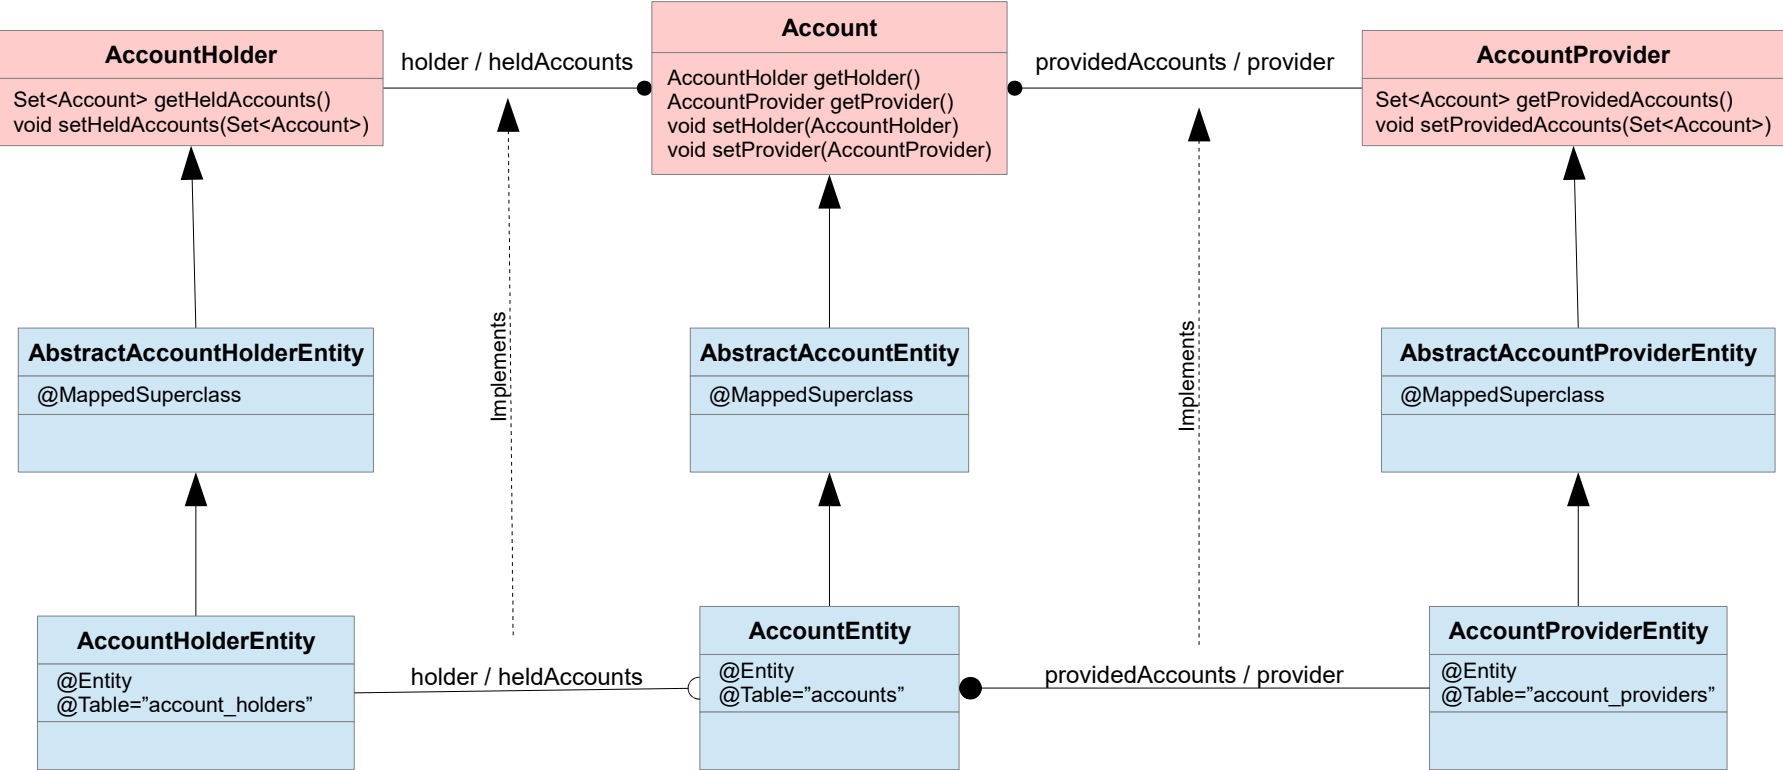 AccountHolder
Set<Account> getHeldAccounts()
void setHeldAccounts(Set<Account>)
holder / heldAccounts
Account
AccountHolder getHolder()
AccountProvider getProvider()
void setHolder(AccountHolder)
void setProvider(AccountProvider)
providedAccounts / provider
AccountProvider
Set<Account> getProvidedAccounts()
void setProvidedAccounts(Set<Account>)
Implements
Implements
AbstractAccountHolderEntity
@MappedSuperclass
AbstractAccountEntity
@MappedSuperclass
AbstractAccountProviderEntity
@MappedSuperclass
AccountHolderEntity
@Entity
@Table=”account_holders”
holder / heldAccounts
AccountEntity
@Entity
@Table=”accounts”
providedAccounts / provider
AccountProviderEntity
@Entity
@Table=”account_providers”